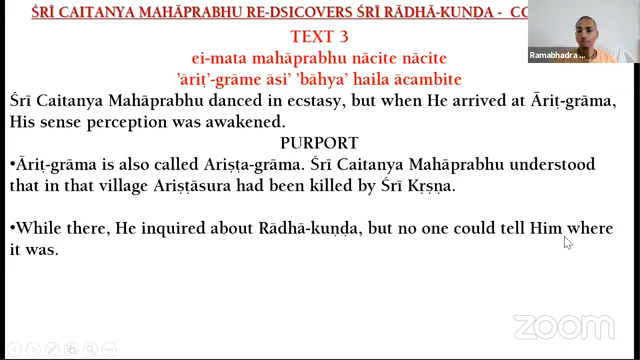 ŚRĪ CAITANYA MAHĀPRABHU RE-DSICOVERS ŚRĪ RĀDHĀ-KUNDA - CO
TEXT 3
ei-mata mahāprabhu nācite nācite
’āriṭ’-grāme āsi’ ’bāhya’ haila ācambite
Śrī Caitanya Mahāprabhu danced in ecstasy, but when He arrived at Āriṭ-grāma,
His sense perception was awakened.
PURPORT
•Āriṭ-grāma is also called Ariṣṭa-grāma. Śrī Caitanya Mahāprabhu understood
that in that village Ariṣṭāsura had been killed by Śrī Kṛṣṇa.
•While there, He inquired about Rādhā-kuṇḍa, but no one could tell Him where
it was.
Ramabhadra
zoom